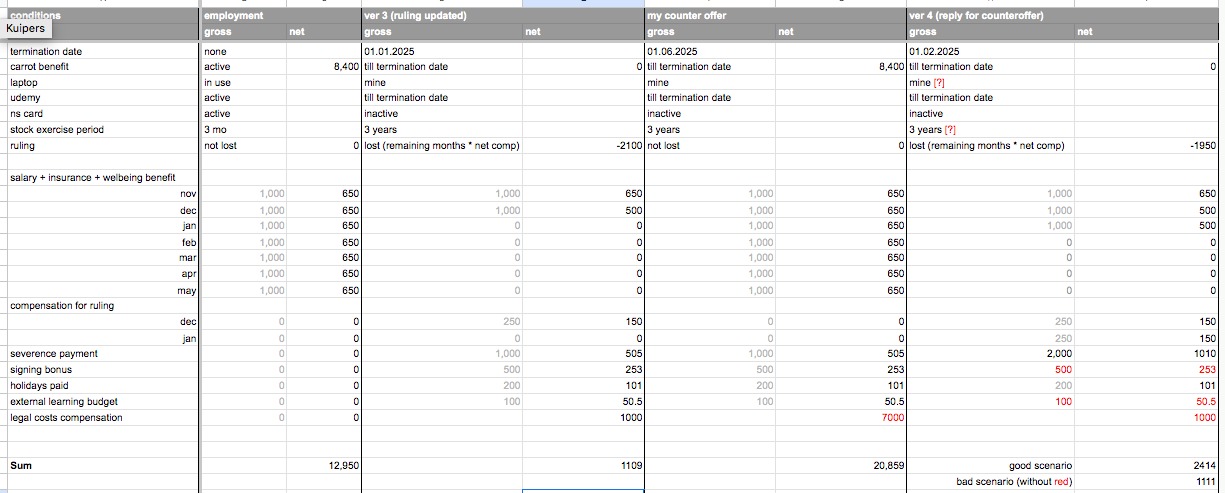 conditions employment ver 3 (ruling updated) my counter offer ver 4 (reply for counteroffer)
Kuipers
gross net gross net gross net gross net
termination date none 01.01.2025 01.06.2025 01.02.2025
carrot benefit active 8,400 till termination date 0 till termination date 8,400 till termination date 0
laptop in use mine mine mine [?]
udemy active till termination date till termination date till termination date
ns card active inactive inactive inactive
stock exercise period 3 mo 3 years 3 years 3 years [?]
ruling not lost 0 lost (remaining months * net comp) -2100 not lost 0 lost (remaining months * net comp) -1950
salary + insurance + welbeing benefit
nov 1,000 650 1,000 650 1,000 650 1,000 650
dec 1,000 650 1,000 500 1,000 650 1,000 500
jan 1,000 650 0 0 1,000 650 1,000 500
feb 1,000 650 0 0 1,000 650 0 0
mar 1,000 650 0 0 1,000 650 0 0
apr 1,000 650 0 0 1,000 650 0 0
may 1,000 650 0 0 1,000 650 0 0
compensation for ruling
dec 0 0 250 150 0 0 250 150
jan 0 0 0 0 0 0 250 150
severence payment 0 0 1,000 505 1,000 505 2,000 1010
signing bonus 0 0 500 253 500 253 500 253
holidays paid 0 0 200 101 200 101 200 101
external learning budget 0 0 100 50.5 100 50.5 100 50.5
legal costs compensation 0 0 1000 7000 1000
Sum 12,950 1109 20,859 good scenario 2414
bad scenario (without red) 1111